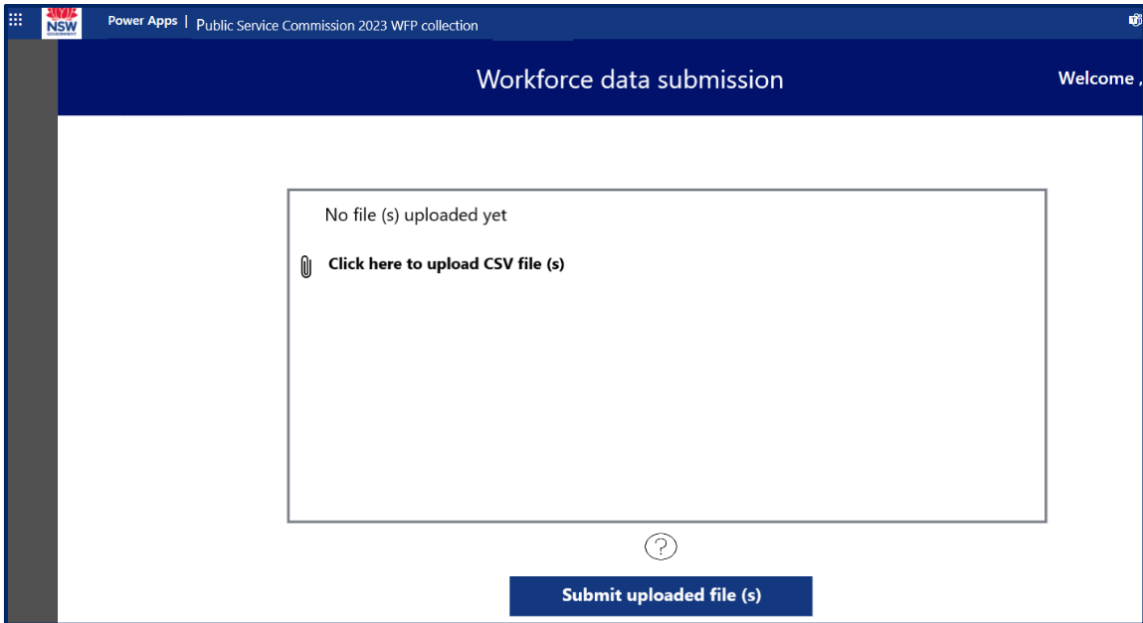 NSW
GOVERNMENT
Power Apps | Public Service Commission 2023 WFP collection
Workforce data submission
Welcome ,
No file (s) uploaded yet
Click here to upload CSV file (s)
?
Submit uploaded file (s)